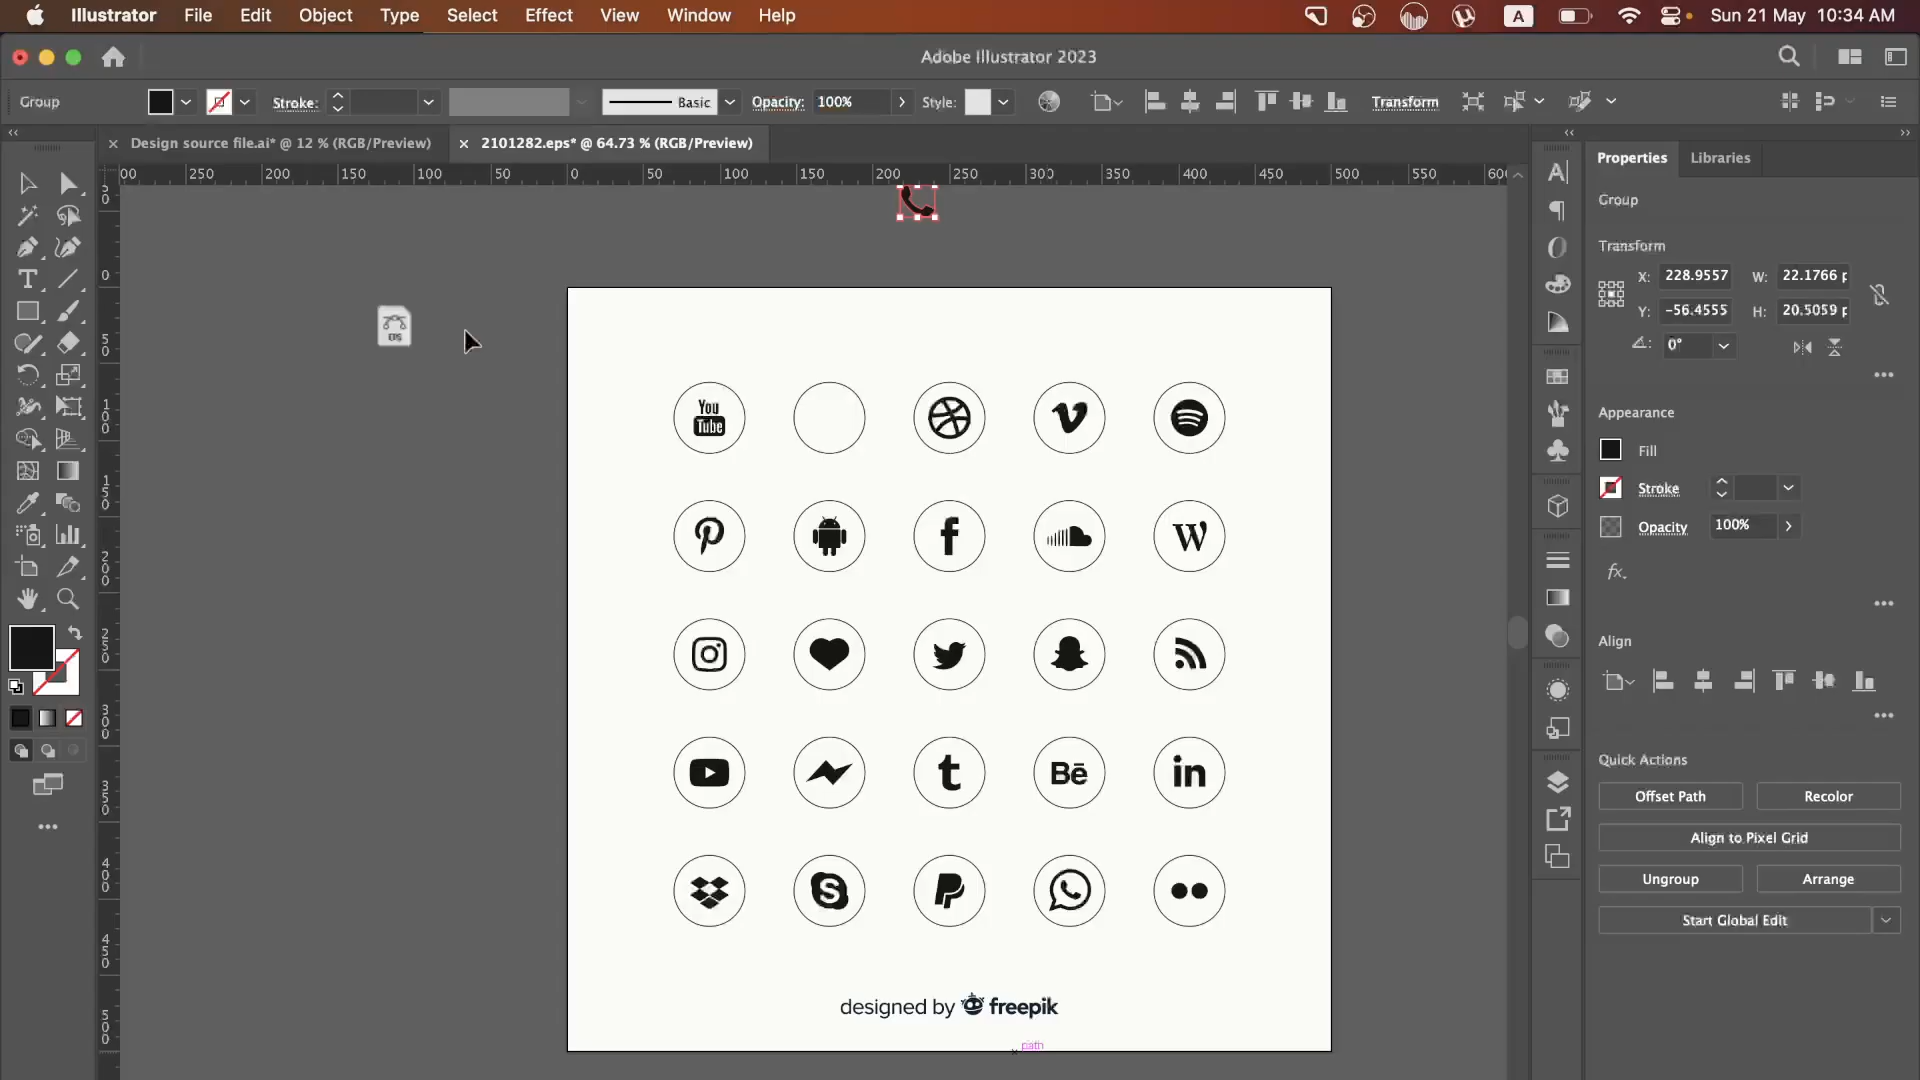 Illustrator File Edit Object Type Select Effect View Window Help A Sun 21 May 10:34 AM
Adobe Illustrator 2023
Group Stroke: Basic Opacity: 100% Style: Transform
Design source file.ai* @ 12 % (RGB/Preview) 2101282.eps* @ 64.73 % (RGB/Preview)
Properties Libraries
00 250 200 150 100 50 0 50 100 150 200 250 300 350 400 450 500 550 600
50
0
50
100
150
200
250
300
350
400
450
500
EPS
You
Tube
f
W
t
Bē
in
S
designed by freepik
path
Group
Transform
X: 228.9557 W: 22.1766 p
Y: -56.4555 H: 20.5059 p
0°
Appearance
Fill
Stroke
Opacity 100%
fx.
Align
Quick Actions
Offset Path Recolor
Align to Pixel Grid
Ungroup Arrange
Start Global Edit